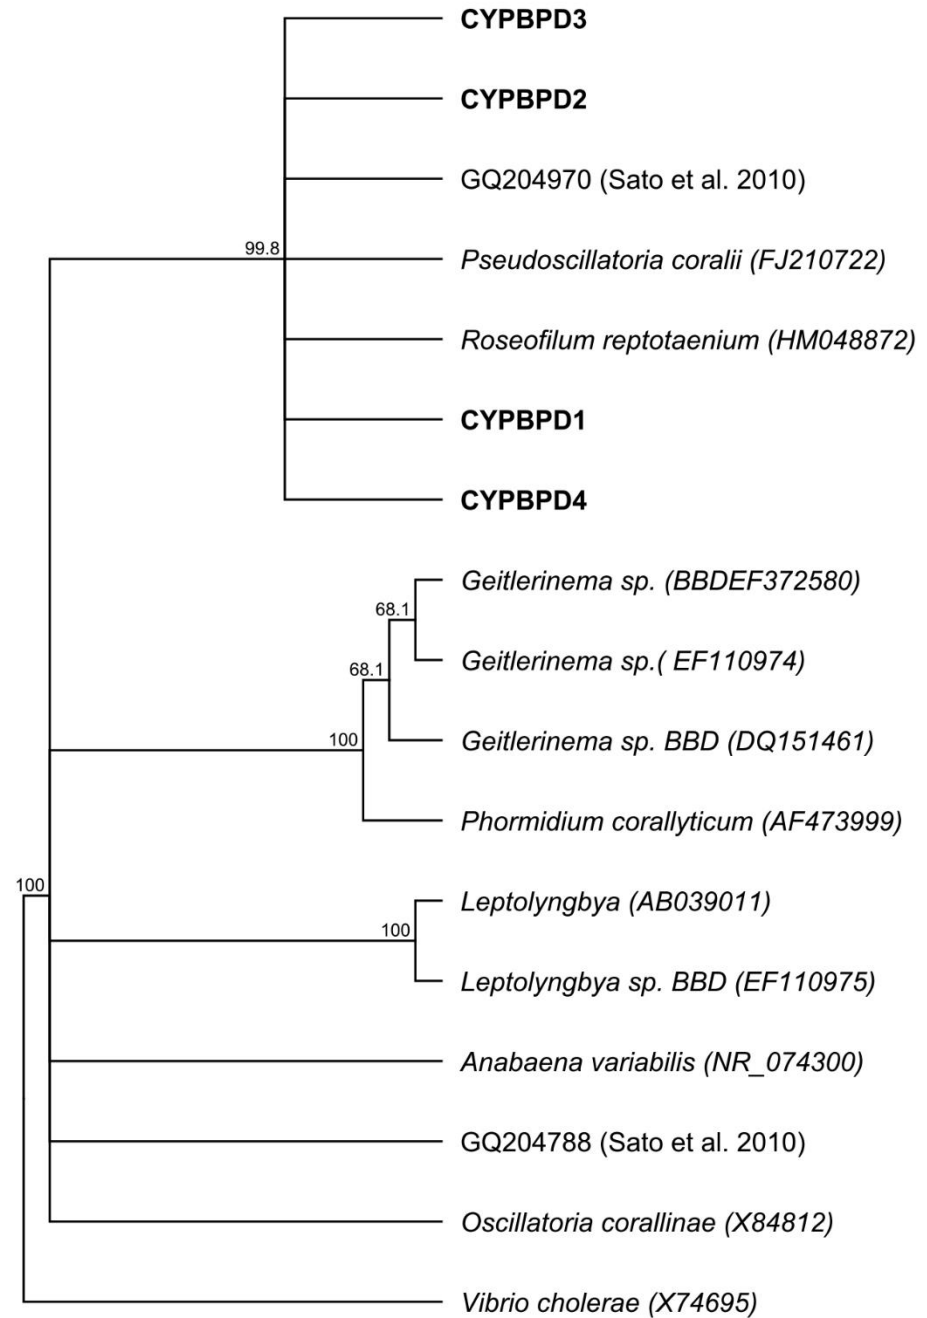 CYPBPD3
CYPBPD2
GQ204970 (Sato et al. 2010)
99.8
Pseudoscillatoria coralii (FJ210722)
Roseofilum reptotaenium (HM048872)
CYPBPD1
CYPBPD4
Geitlerinema sp. (BBDEF372580)
68.1
Geitlerinema sp.( EF110974)
68.1
Geitlerinema sp. BBD (DQ151461)
100
Phormidium corallyticum (AF473999)
100
Leptolyngbya (AB039011)
100
Leptolyngbya sp. BBD (EF110975)
Anabaena variabilis (NR_074300)
GQ204788 (Sato et al. 2010)
Oscillatoria corallinae (X84812)
Vibrio cholerae (X74695)